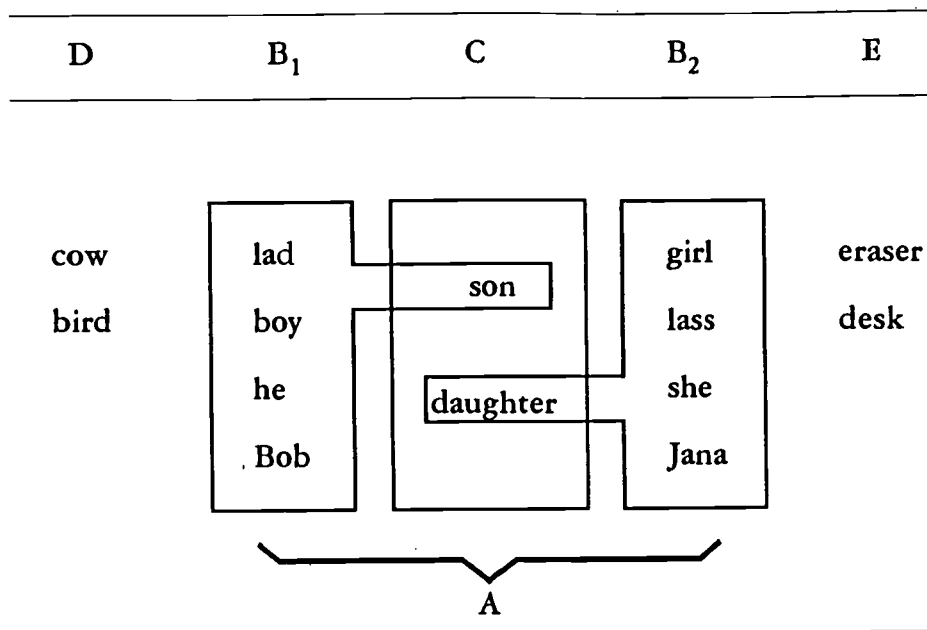 D B₁ C B₂ E
cow lad girl eraser
son
bird boy lass desk
he she
daughter
Bob Jana
A